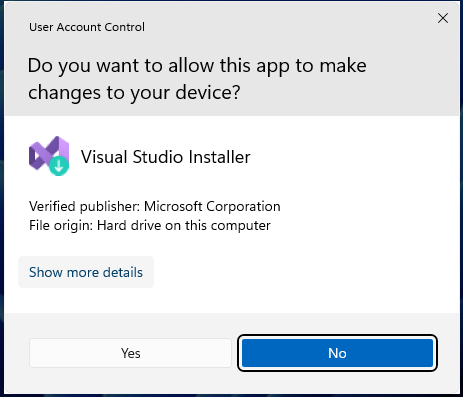 User Account Control
Do you want to allow this app to make
changes to your device?
Visual Studio Installer
Verified publisher: Microsoft Corporation
File origin: Hard drive on this computer
Show more details
Yes
No